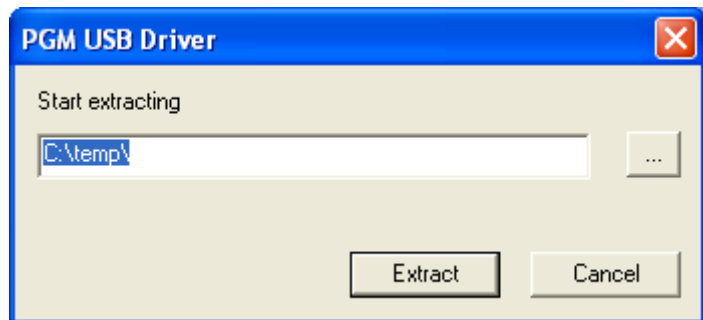 PGM USB Driver
Start extracting
C:\temp\
...
Extract
Cancel